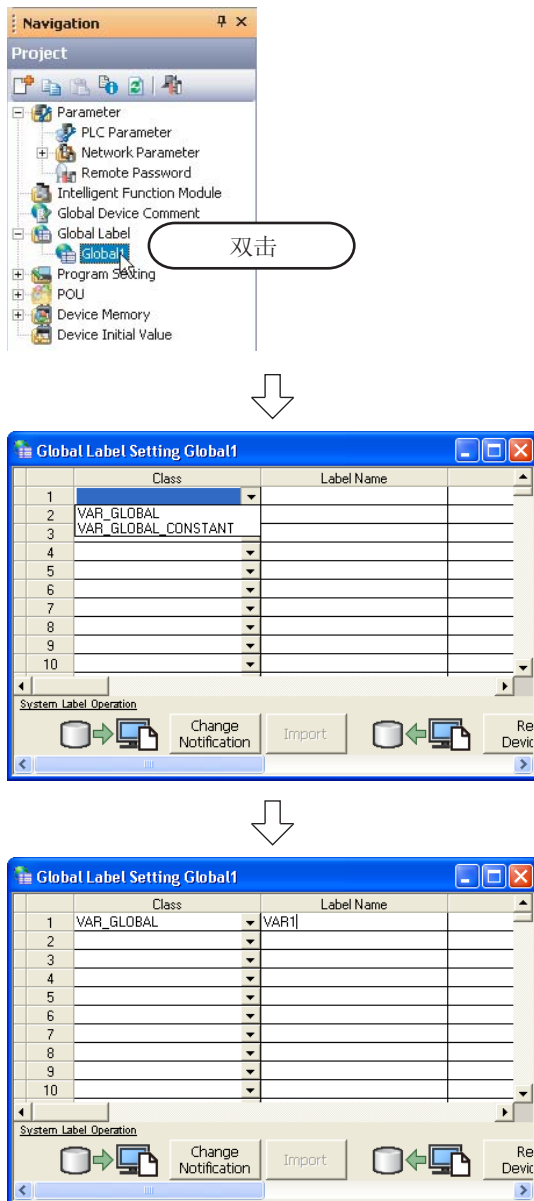 Navigation
Project
Parameter
PLC Parameter
Network Parameter
Remote Password
Intelligent Function Module
Global Device Comment
Global Label
Global1
双击
Program Setting
POU
Device Memory
Device Initial Value
Global Label Setting Global1
Class Label Name
1
2 VAR_GLOBAL
3 VAR_GLOBAL_CONSTANT
4
5
6
7
8
9
10
System Label Operation
Change Notification Import Re
Devic
Global Label Setting Global1
Class Label Name
1 VAR_GLOBAL VAR1
2
3
4
5
6
7
8
9
10
System Label Operation
Change Notification Import Re
Devic